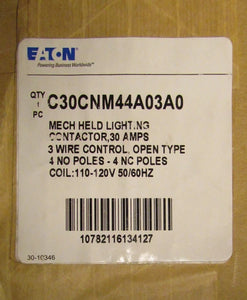 EATON
Powering Business Worldwide
QTY C30CNM44A03A0
1
PC
MECH HELD LIGHTING
CONTACTOR,30 AMPS
3 WIRE CONTROL, OPEN TYPE
4 NO POLES - 4 NC POLES
COIL:110-120V 50/60HZ
10782116134127
30-16346